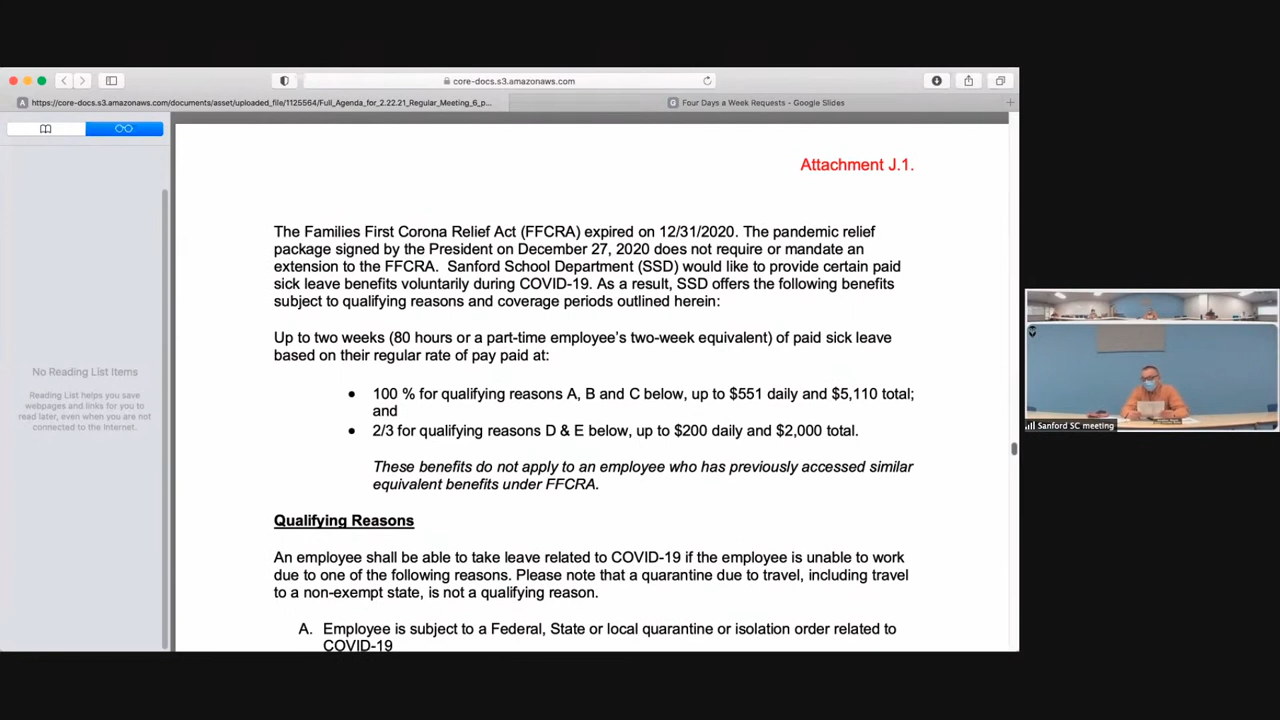 core-docs.s3.amazonaws.com
https://core-docs.s3.amazonaws.com/documents/asset/uploaded_file/1125564/Full_Agenda_for_2.22.21_Regular_Meeting_6_p...
Four Days a Week Requests - Google Slides
Attachment J.1.
The Families First Corona Relief Act (FFCRA) expired on 12/31/2020. The pandemic relief
package signed by the President on December 27, 2020 does not require or mandate an
extension to the FFCRA. Sanford School Department (SSD) would like to provide certain paid
sick leave benefits voluntarily during COVID-19. As a result, SSD offers the following benefits
subject to qualifying reasons and coverage periods outlined herein:
Up to two weeks (80 hours or a part-time employee's two-week equivalent) of paid sick leave
based on their regular rate of pay paid at:
• 100 % for qualifying reasons A, B and C below, up to $551 daily and $5,110 total;
and
• 2/3 for qualifying reasons D & E below, up to $200 daily and $2,000 total.
These benefits do not apply to an employee who has previously accessed similar
equivalent benefits under FFCRA.
Qualifying Reasons
An employee shall be able to take leave related to COVID-19 if the employee is unable to work
due to one of the following reasons. Please note that a quarantine due to travel, including travel
to a non-exempt state, is not a qualifying reason.
A. Employee is subject to a Federal, State or local quarantine or isolation order related to
COVID-19
No Reading List Items
Reading List helps you save
webpages and links for you to
read later, even when you are
not connected to the Internet.
Sanford SC meeting